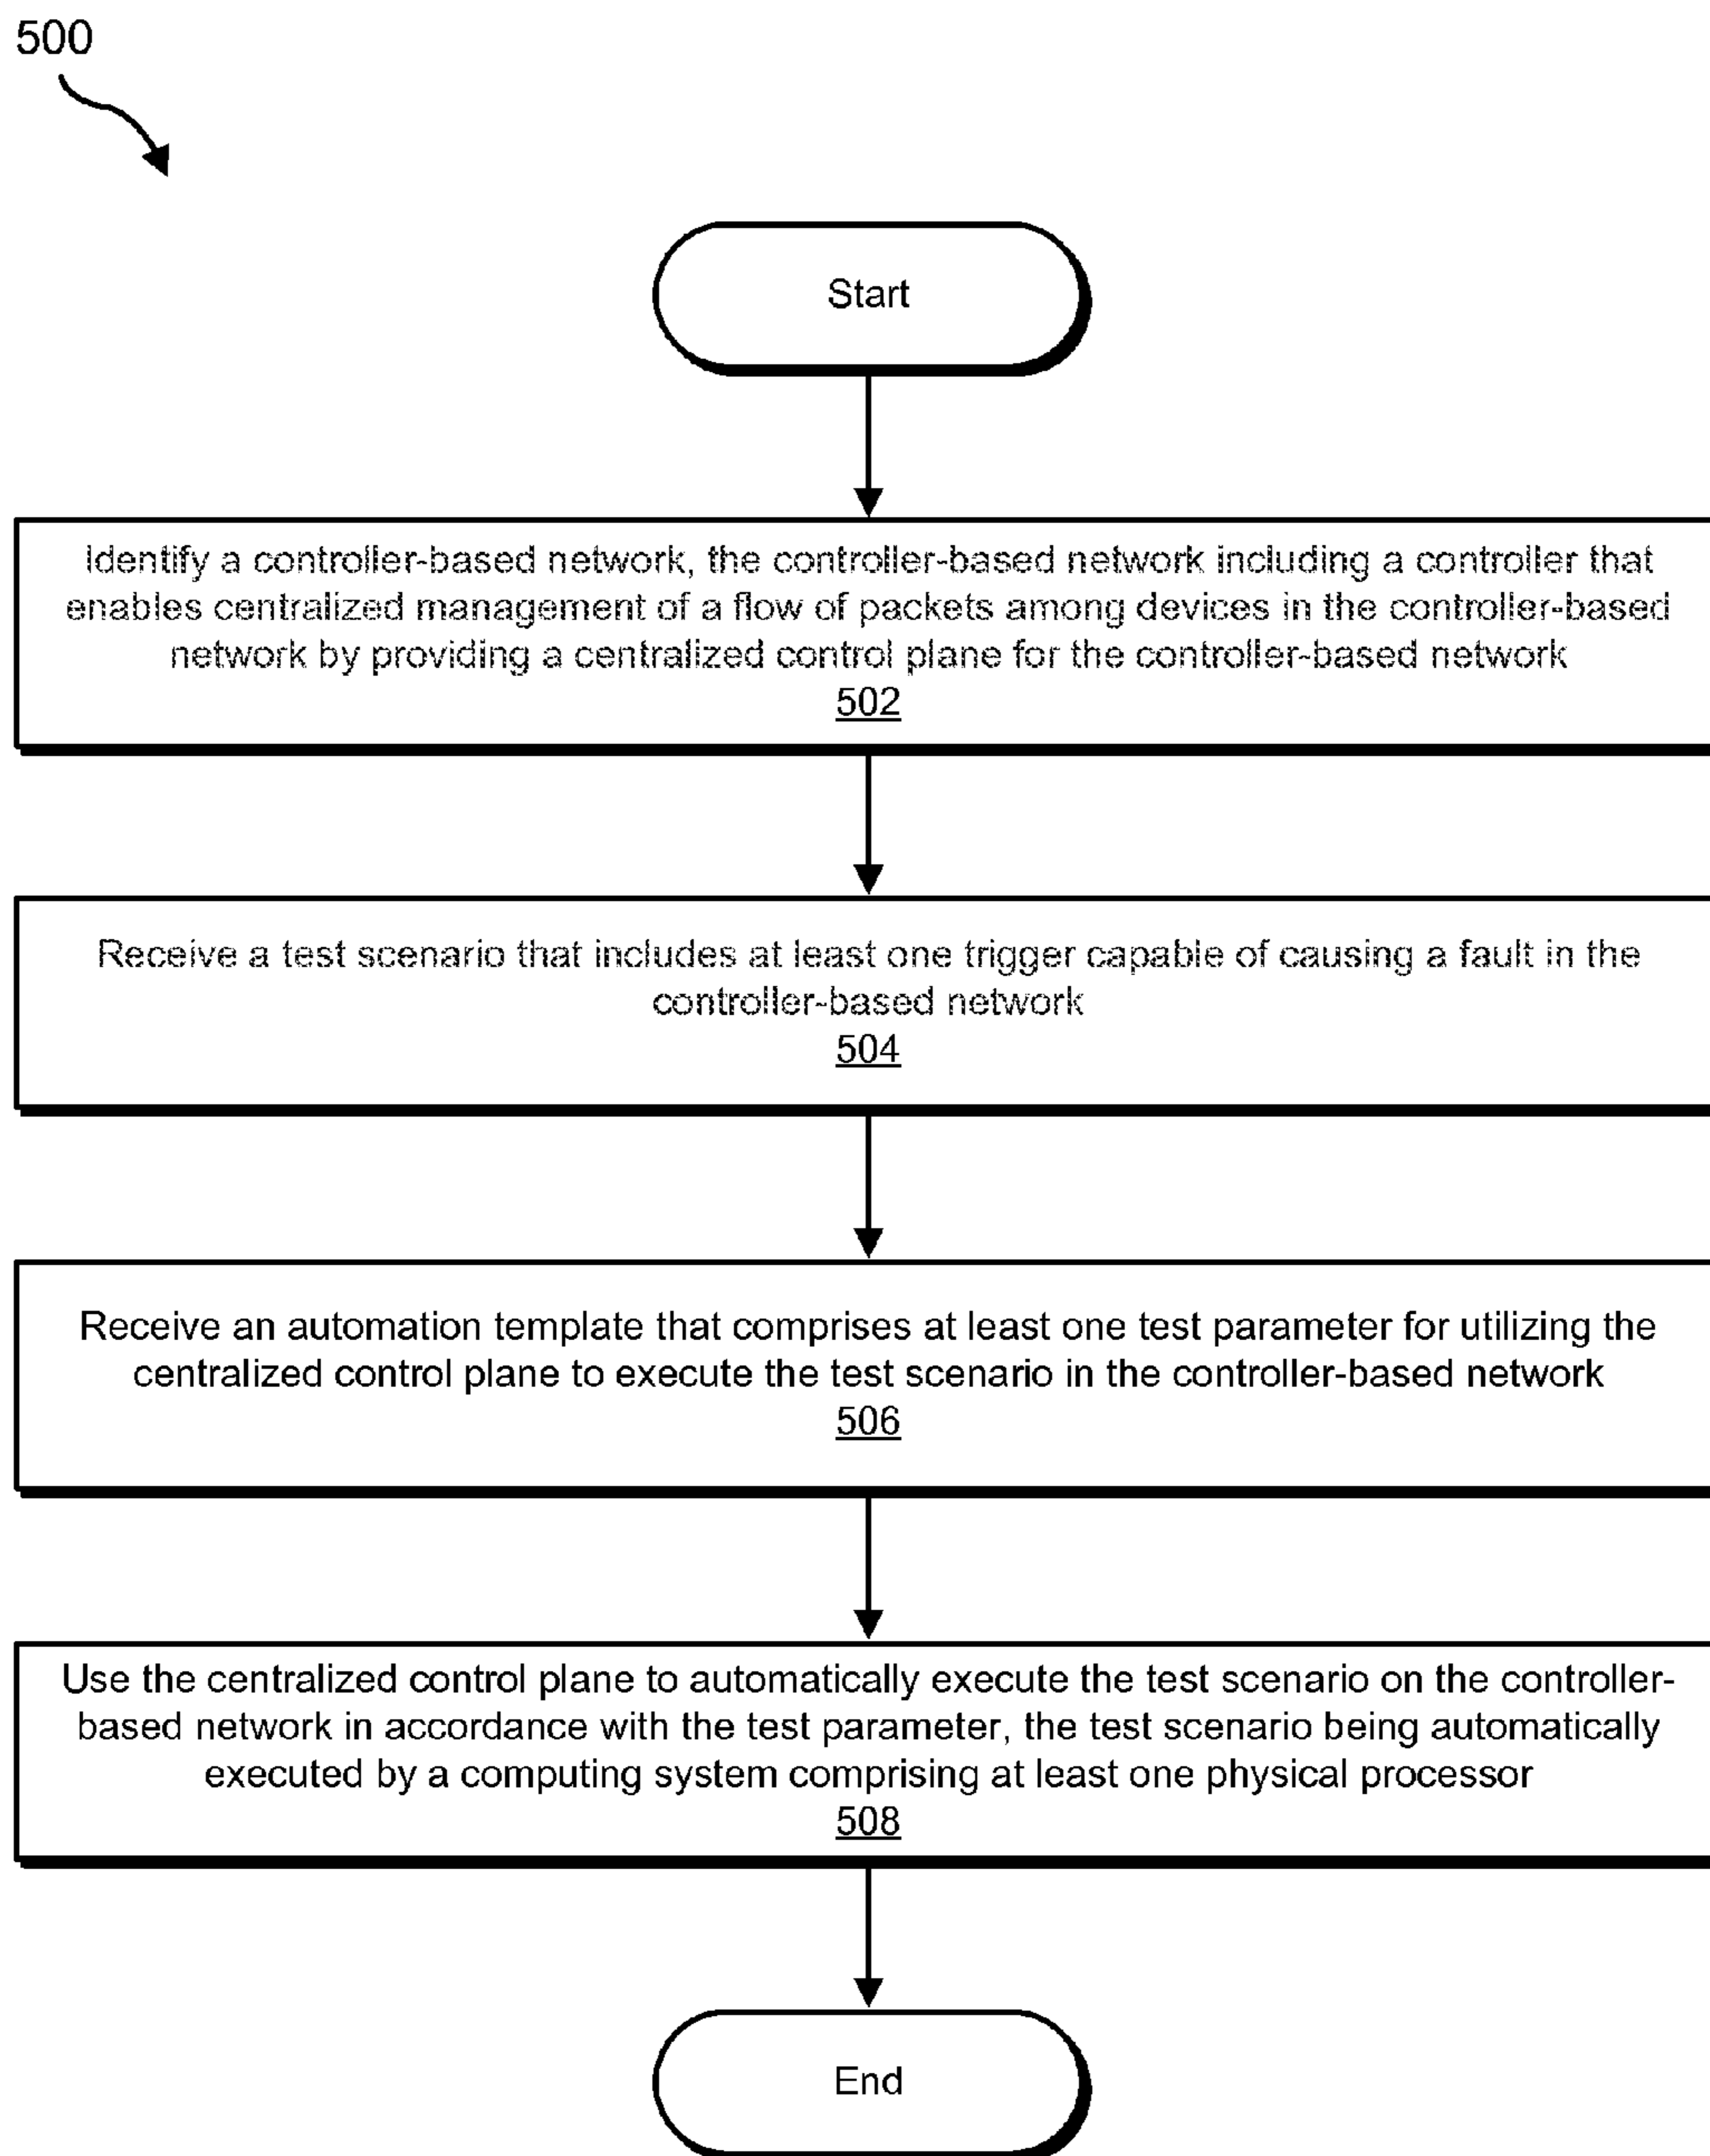 500
Start
Identify a controller-based network, the controller-based network including a controller that
enables centralized management of a flow of packets among devices in the controller-based
network by providing a centralized control plane for the controller-based network
502
Receive a test scenario that includes at least one trigger capable of causing a fault in the
controller-based network
504
Receive an automation template that comprises at least one test parameter for utilizing the
centralized control plane to execute the test scenario in the controller-based network
506
Use the centralized control plane to automatically execute the test scenario on the controller-
based network in accordance with the test parameter, the test scenario being automatically
executed by a computing system comprising at least one physical processor
508
End